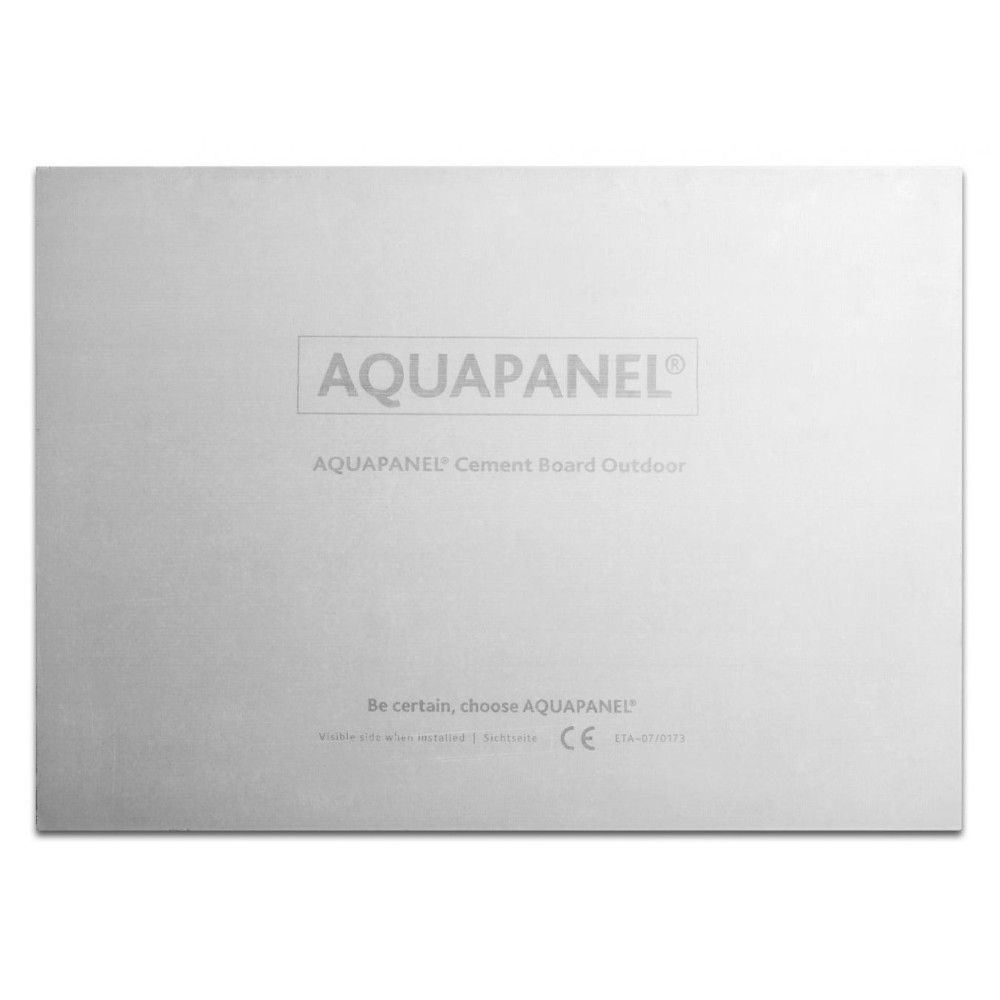 AQUAPANEL®
AQUAPANEL® Cement Board Outdoor
Be certain, choose AQUAPANEL®
Visible side when installed | Sichtseite CE ETA-07/0173